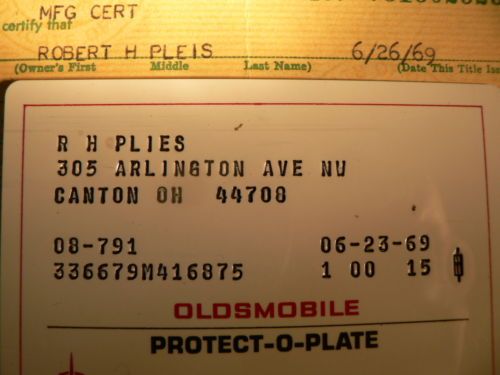 MFG CERT
certify that
ROBERT H PLEIS 6/26/69
(Owner's First Middle Last Name) (Date This Title Iss
R H PLIES
305 ARLINGTON AVE NW
CANTON OH 44708
08-791 06-23-69
336679M416875 1 00 15
OLDSMOBILE
PROTECT-O-PLATE